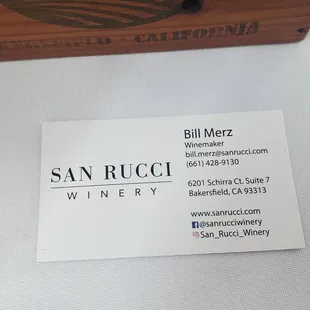 CALIFORNIA
SAN RUCCI
WINERY
Bill Merz
Winemaker
bill.merz@sanrucci.com
(661) 428-9130
6201 Schirra Ct. Suite 7
Bakersfield, CA 93313
www.sanrucci.com
@sanrucciwinery
@San_Rucci_Winery